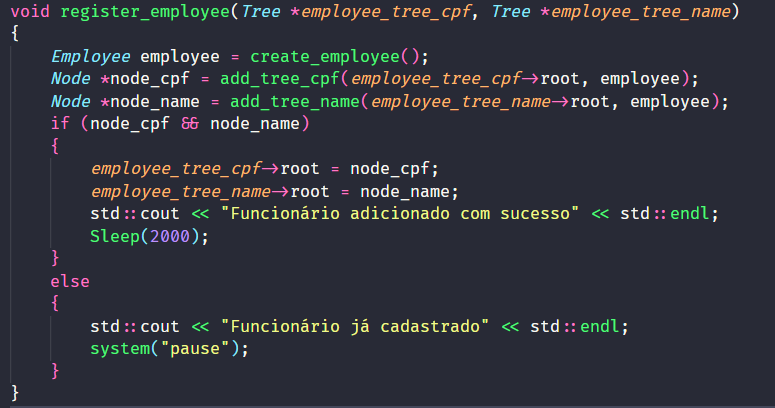 void register_employee(Tree *employee_tree_cpf, Tree *employee_tree_name)
{
    Employee employee = create_employee();
    Node *node_cpf = add_tree_cpf(employee_tree_cpf->root, employee);
    Node *node_name = add_tree_name(employee_tree_name->root, employee);
    if (node_cpf && node_name)
    {
        employee_tree_cpf->root = node_cpf;
        employee_tree_name->root = node_name;
        std::cout << "Funcionário adicionado com sucesso" << std::endl;
        Sleep(2000);
    }
    else
    {
        std::cout << "Funcionário já cadastrado" << std::endl;
        system("pause");
    }
}